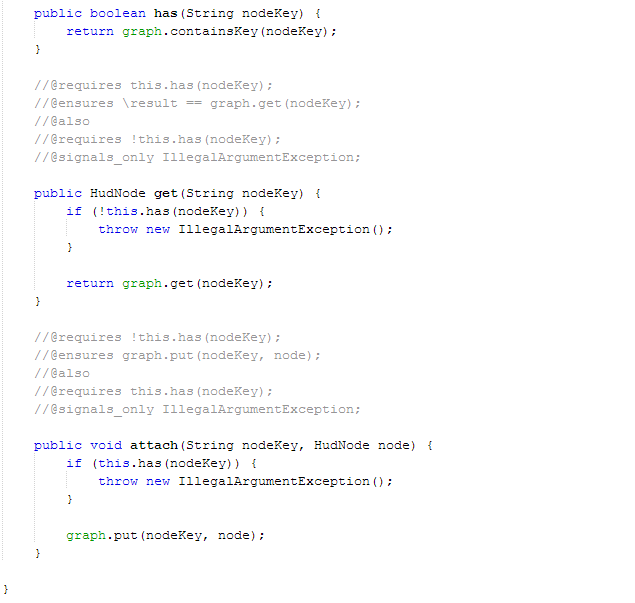 public boolean has(String nodeKey) {
return graph.containsKey(nodeKey);
}
//@requires this.has(nodeKey);
//@ensures \result == graph.get(nodeKey);
//@also
//@requires !this.has(nodeKey);
//@signals_only IllegalArgumentException;
public HudNode get(String nodeKey) {
if (!this.has(nodeKey)) {
throw new IllegalArgumentException();
}
return graph.get(nodeKey);
}
//@requires !this.has(nodeKey);
//@ensures graph.put(nodeKey, node);
//@also
//@requires this.has(nodeKey);
//@signals_only IllegalArgumentException;
public void attach(String nodeKey, HudNode node) {
if (this.has(nodeKey)) {
throw new IllegalArgumentException();
}
graph.put(nodeKey, node);
}
}